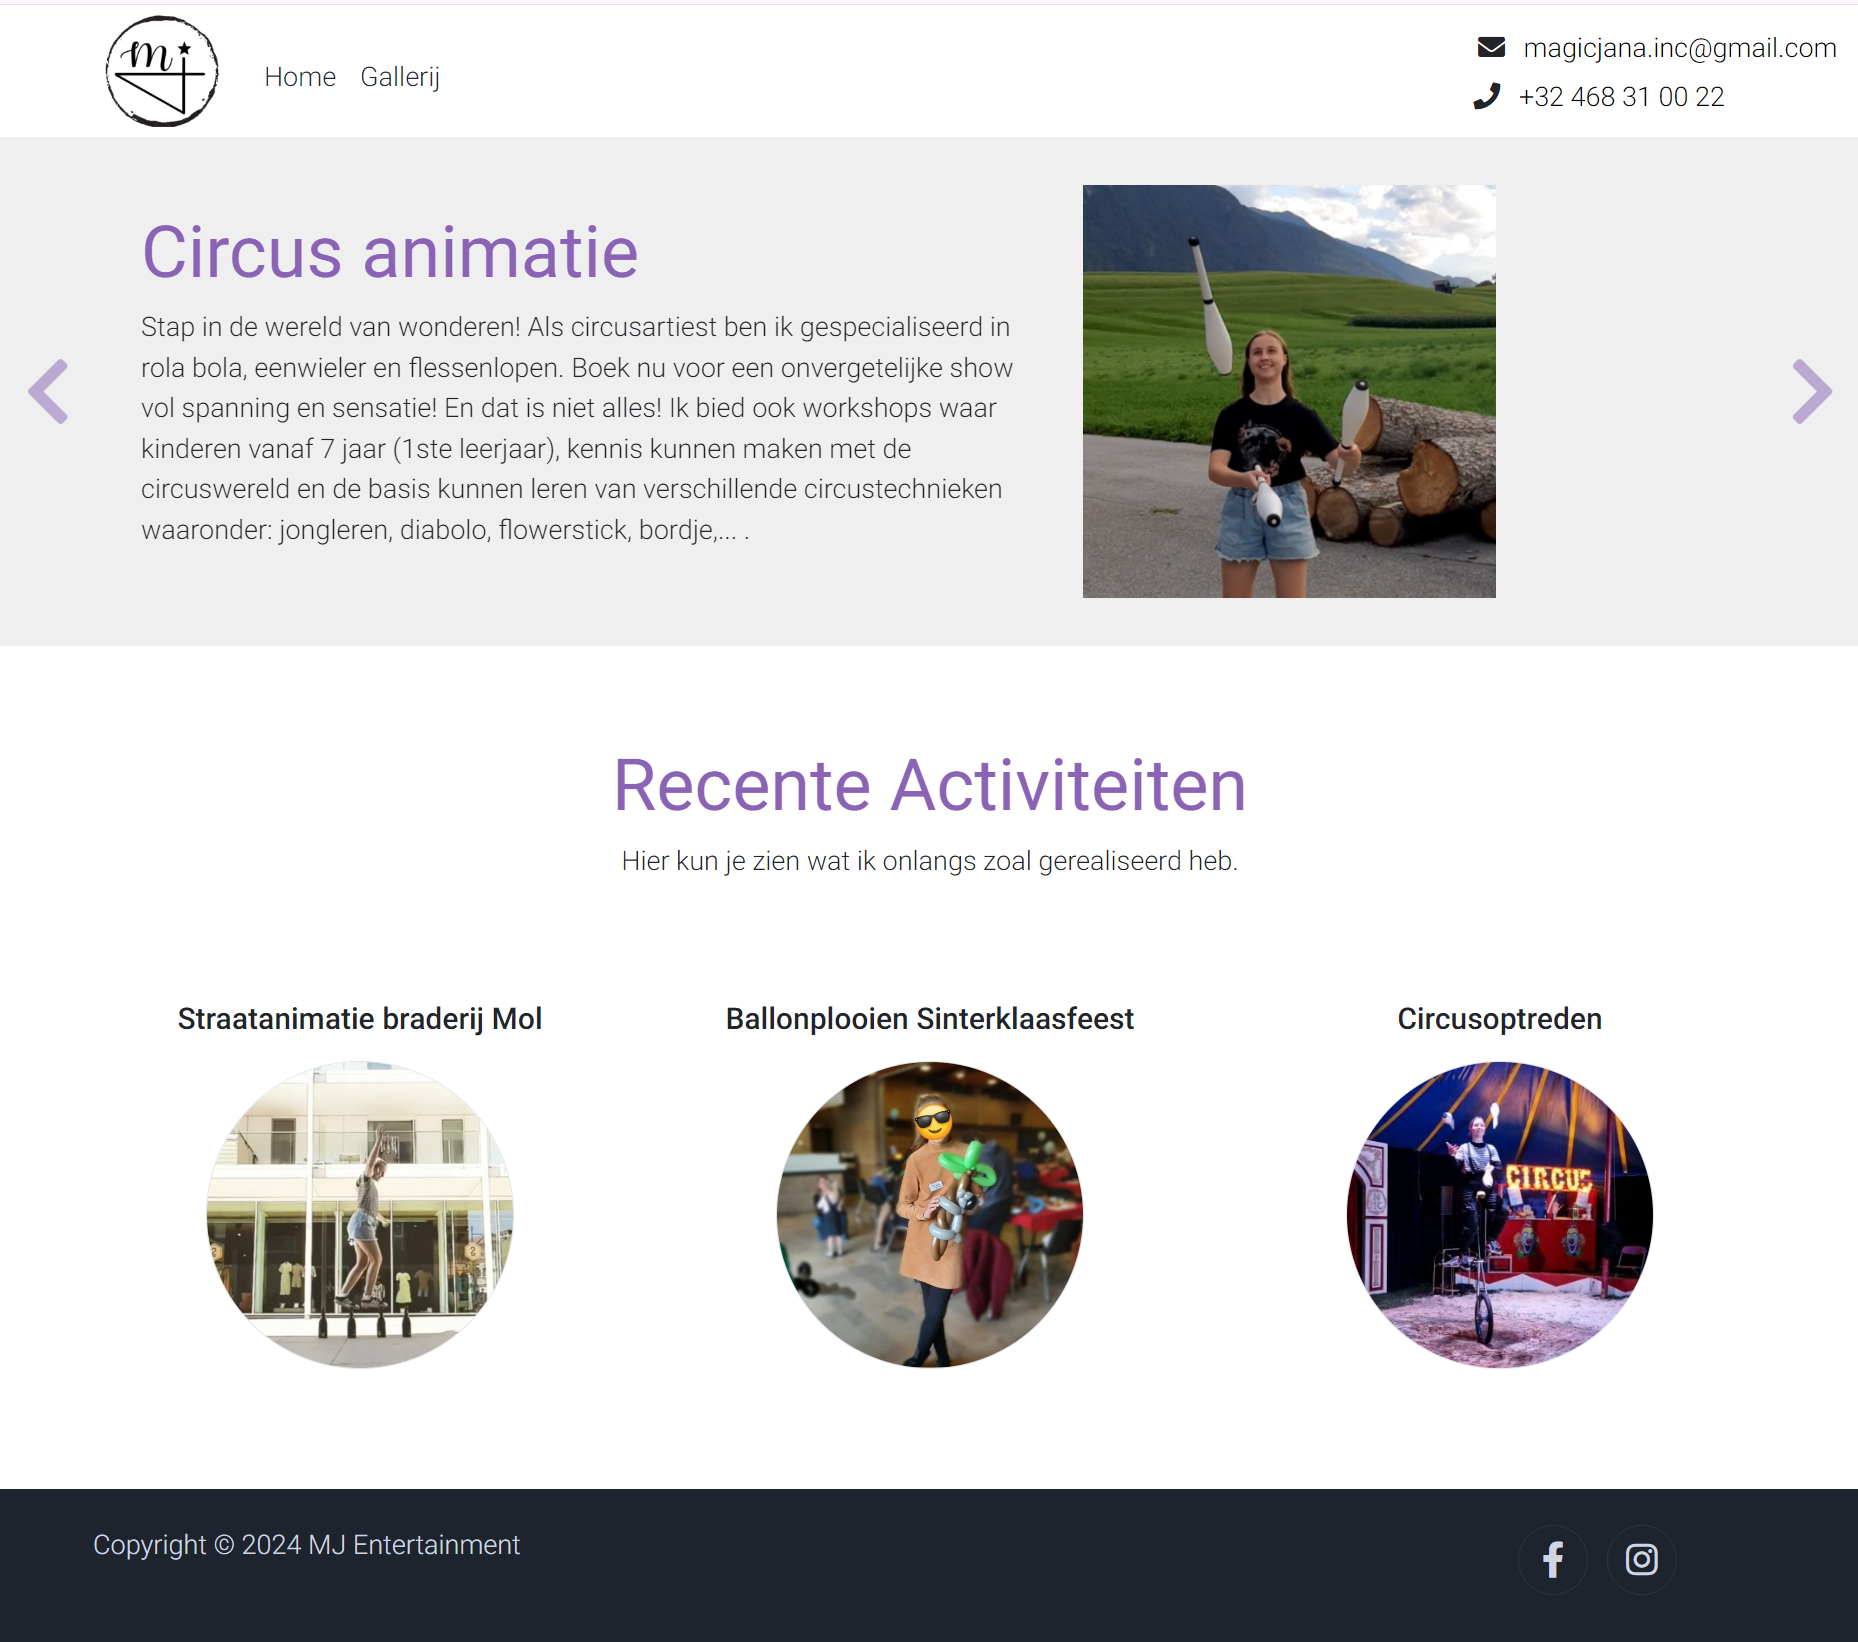 MJ
Home Gallerij
magicjana.inc@gmail.com
+32 468 31 00 22
Circus animatie
Stap in de wereld van wonderen! Als circusartiest ben ik gespecialiseerd in
rola bola, eenwieler en flessenlopen. Boek nu voor een onvergetelijke show
vol spanning en sensatie! En dat is niet alles! Ik bied ook workshops waar
kinderen vanaf 7 jaar (1ste leerjaar), kennis kunnen maken met de
circuswereld en de basis kunnen leren van verschillende circustechnieken
waaronder: jongleren, diabolo, flowerstick, bordje,... .
Recente Activiteiten
Hier kun je zien wat ik onlangs zoal gerealiseerd heb.
Straatanimatie braderij Mol
Ballonplooien Sinterklaasfeest
Circusoptreden
CIRCUS
Copyright © 2024 MJ Entertainment